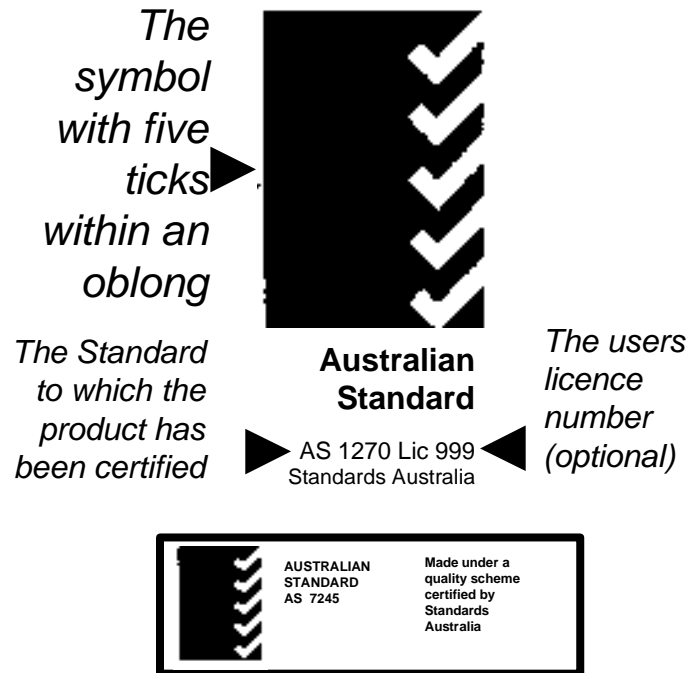 The
symbol
with five
ticks
within an
oblong
Australian
Standard
The Standard
to which the
product has
been certified
AS 1270 Lic 999
Standards Australia
The users
licence
number
(optional)
AUSTRALIAN
STANDARD
AS 7245
Made under a
quality scheme
certified by
Standards
Australia